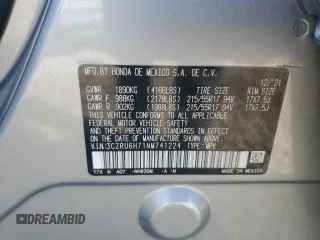 MFD.BY HONDA DE MEXICO S.A. DE C.V. 12/21
GVWR 1890KG (4166LBS) TIRE SIZE RIM SIZE
GAWR F 988KG (2178LBS) 215/55R17 94V 17X7.5J
GAWR R 902KG (1988LBS) 215/55R17 94V 17X7.5J
THIS VEHICLE CONFORMS TO ALL APPLICABLE FEDERAL MOTOR VEHICLE
SAFETY, BUMPER, AND THEFT PREVENTION STANDARDS IN EFFECT ON
THE DATE OF MANUFACTURE SHOWN ABOVE.
V.I.N:3CZRU6H71NM741224 TYPE:MPV
MADE IN MEXICO
NH830M -A -M